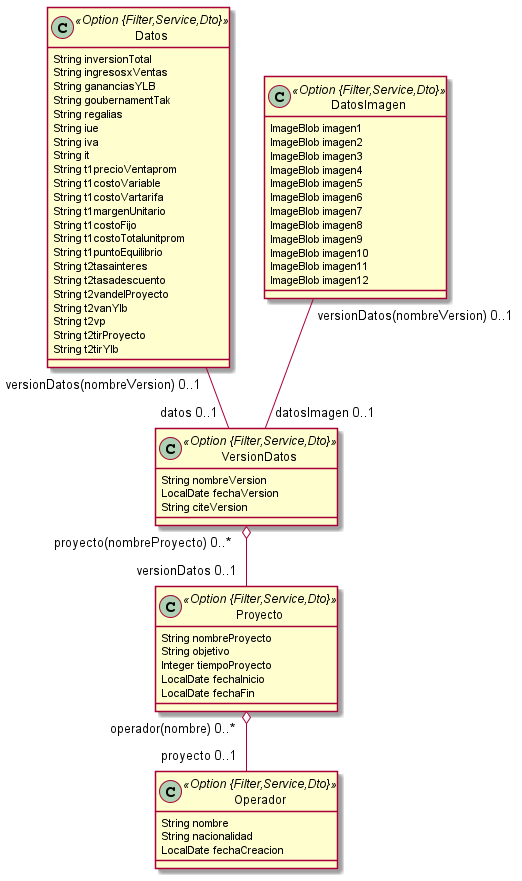 C «Option {Filter,Service,Dto}»
Datos
String inversionTotal
String ingresosxVentas
String gananciasYLB
String goubernamentTak
String regalias
String iue
String iva
String it
String t1precioVentaprom
String t1costoVariable
String t1costoVartarifa
String t1margenUnitario
String t1costoFijo
String t1costoTotalunitprom
String t1puntoEquilibrio
String t2tasainteres
String t2tasadescuento
String t2vandelProyecto
String t2vanYlb
String t2vp
String t2tirProyecto
String t2tirYlb
C «Option {Filter,Service,Dto}»
DatosImagen
ImageBlob imagen1
ImageBlob imagen2
ImageBlob imagen3
ImageBlob imagen4
ImageBlob imagen5
ImageBlob imagen6
ImageBlob imagen7
ImageBlob imagen8
ImageBlob imagen9
ImageBlob imagen10
ImageBlob imagen11
ImageBlob imagen12
versionDatos(nombreVersion) 0..1
versionDatos(nombreVersion) 0..1
datos 0..1
datosImagen 0..1
C «Option {Filter,Service,Dto}»
VersionDatos
String nombreVersion
LocalDate fechaVersion
String citeVersion
proyecto(nombreProyecto) 0..*
versionDatos 0..1
C «Option {Filter,Service,Dto}»
Proyecto
String nombreProyecto
String objetivo
Integer tiempoProyecto
LocalDate fechaInicio
LocalDate fechaFin
operador(nombre) 0..*
proyecto 0..1
C «Option {Filter,Service,Dto}»
Operador
String nombre
String nacionalidad
LocalDate fechaCreacion